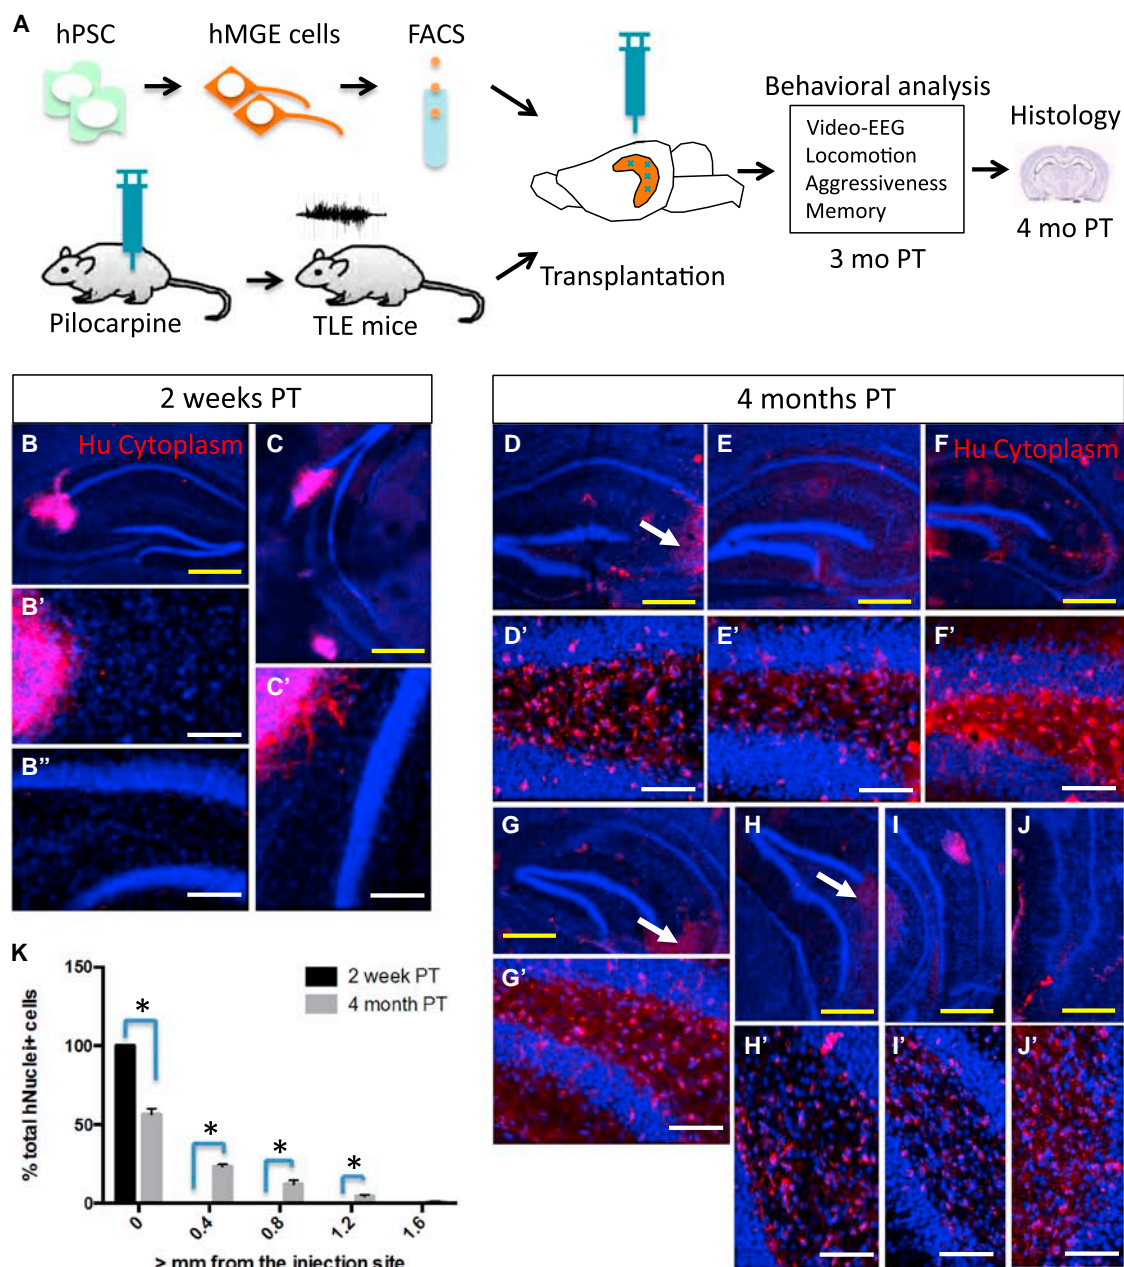 A
hPSC
hMGE cells
FACS
Pilocarpine
TLE mice
Transplantation
Behavioral analysis
Video-EEG
Locomotion
Aggressiveness
Memory
3 mo PT
Histology
4 mo PT
2 weeks PT
B
Hu Cytoplasm
C
B'
C'
B''
4 months PT
D
E
F
Hu Cytoplasm
D'
E'
F'
G
H
I
J
G'
H'
I'
J'
K
150
100
50
0
% total hNuclei+ cells
2 week PT
4 month PT
*
*
*
*
0
0.4
0.8
1.2
1.6
> mm from the injection site